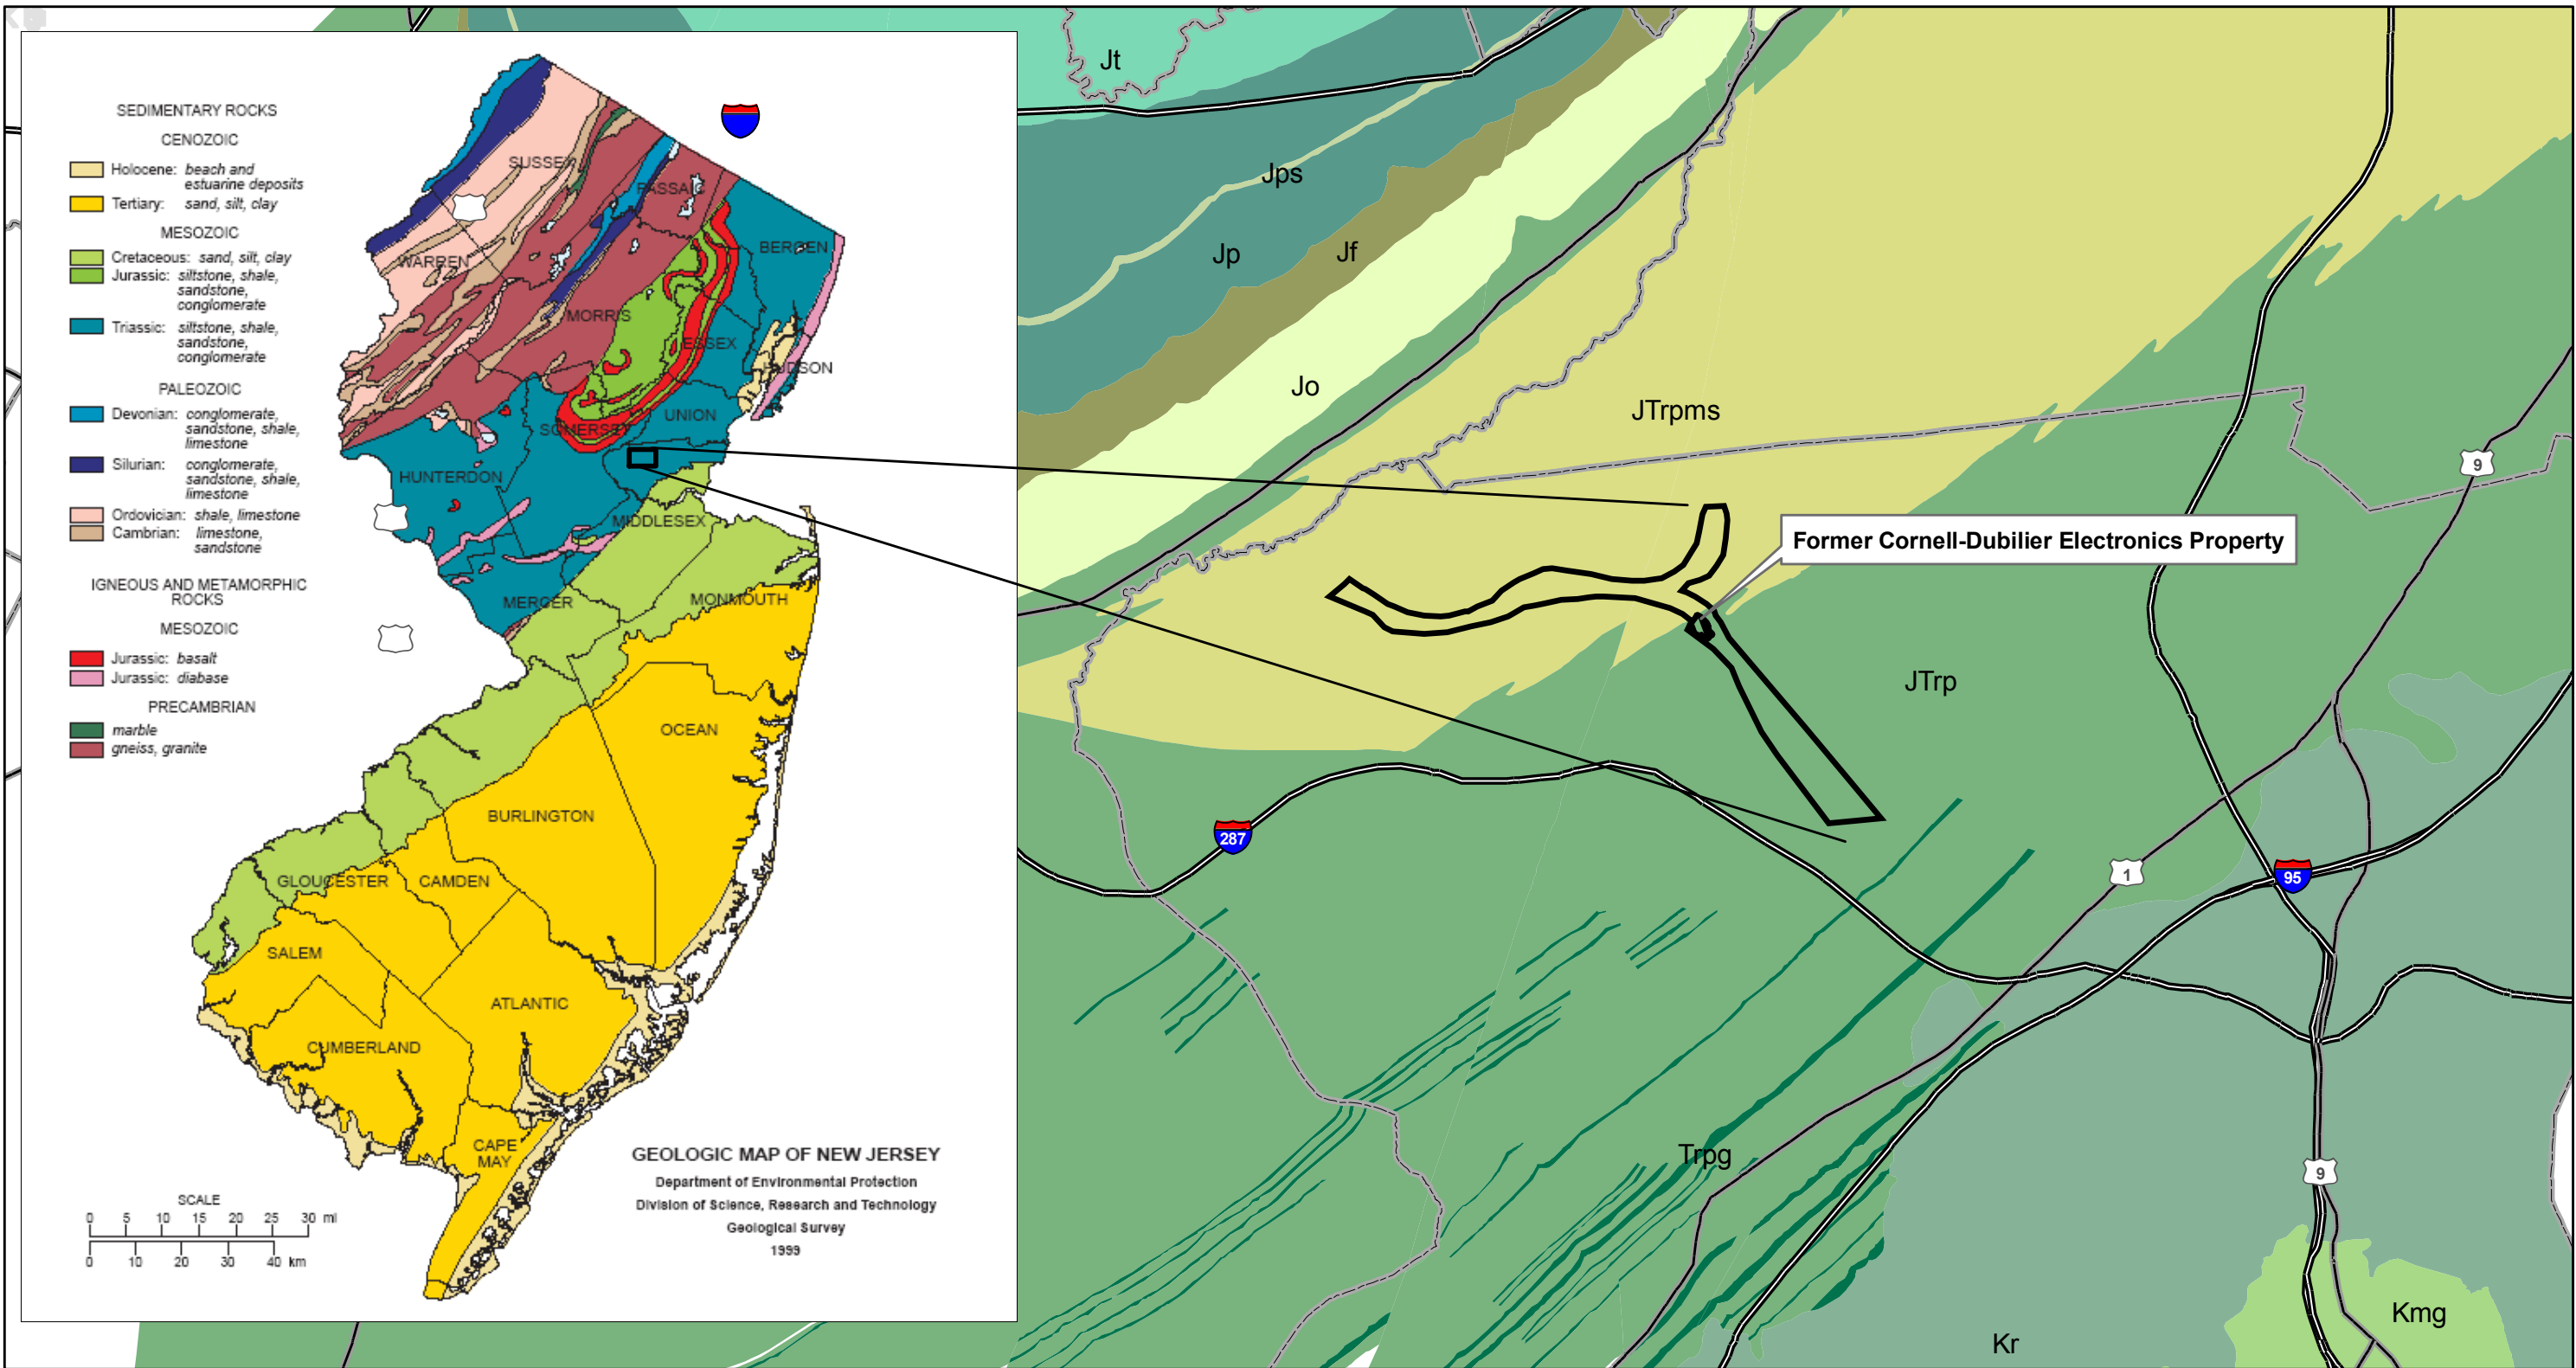 SEDIMENTARY ROCKS
CENOZOIC
Holocene: beach and
estuarine deposits
Tertiary: sand, silt, clay
MESOZOIC
Cretaceous: sand, silt, clay
Jurassic: siltstone, shale,
sandstone,
conglomerate
Triassic: siltstone, shale,
sandstone,
conglomerate
PALEOZOIC
Devonian: conglomerate,
sandstone, shale,
limestone
Silurian: conglomerate,
sandstone, shale,
limestone
Ordovician: shale, limestone
Cambrian: limestone,
sandstone
IGNEOUS AND METAMORPHIC
ROCKS
MESOZOIC
Jurassic: basalt
Jurassic: diabase
PRECAMBRIAN
marble
gneiss, granite
SUSSEX
PASSAIC
BERGEN
WARREN
MORRIS
ESSEX
HUDSON
UNION
SOMERSET
HUNTERDON
MIDDLESEX
MERCER
MONMOUTH
OCEAN
BURLINGTON
GLOUCESTER
CAMDEN
SALEM
ATLANTIC
CUMBERLAND
CAPE
MAY
SCALE
0 5 10 15 20 25 30 mi
0 10 20 30 40 km
GEOLOGIC MAP OF NEW JERSEY
Department of Environmental Protection
Division of Science, Research and Technology
Geological Survey
1999
Jt
Jps
Jp
Jf
Jo
JTrpms
9
Former Cornell-Dubilier Electronics Property
JTrp
287
1
95
Trpg
9
Kmg
Kr